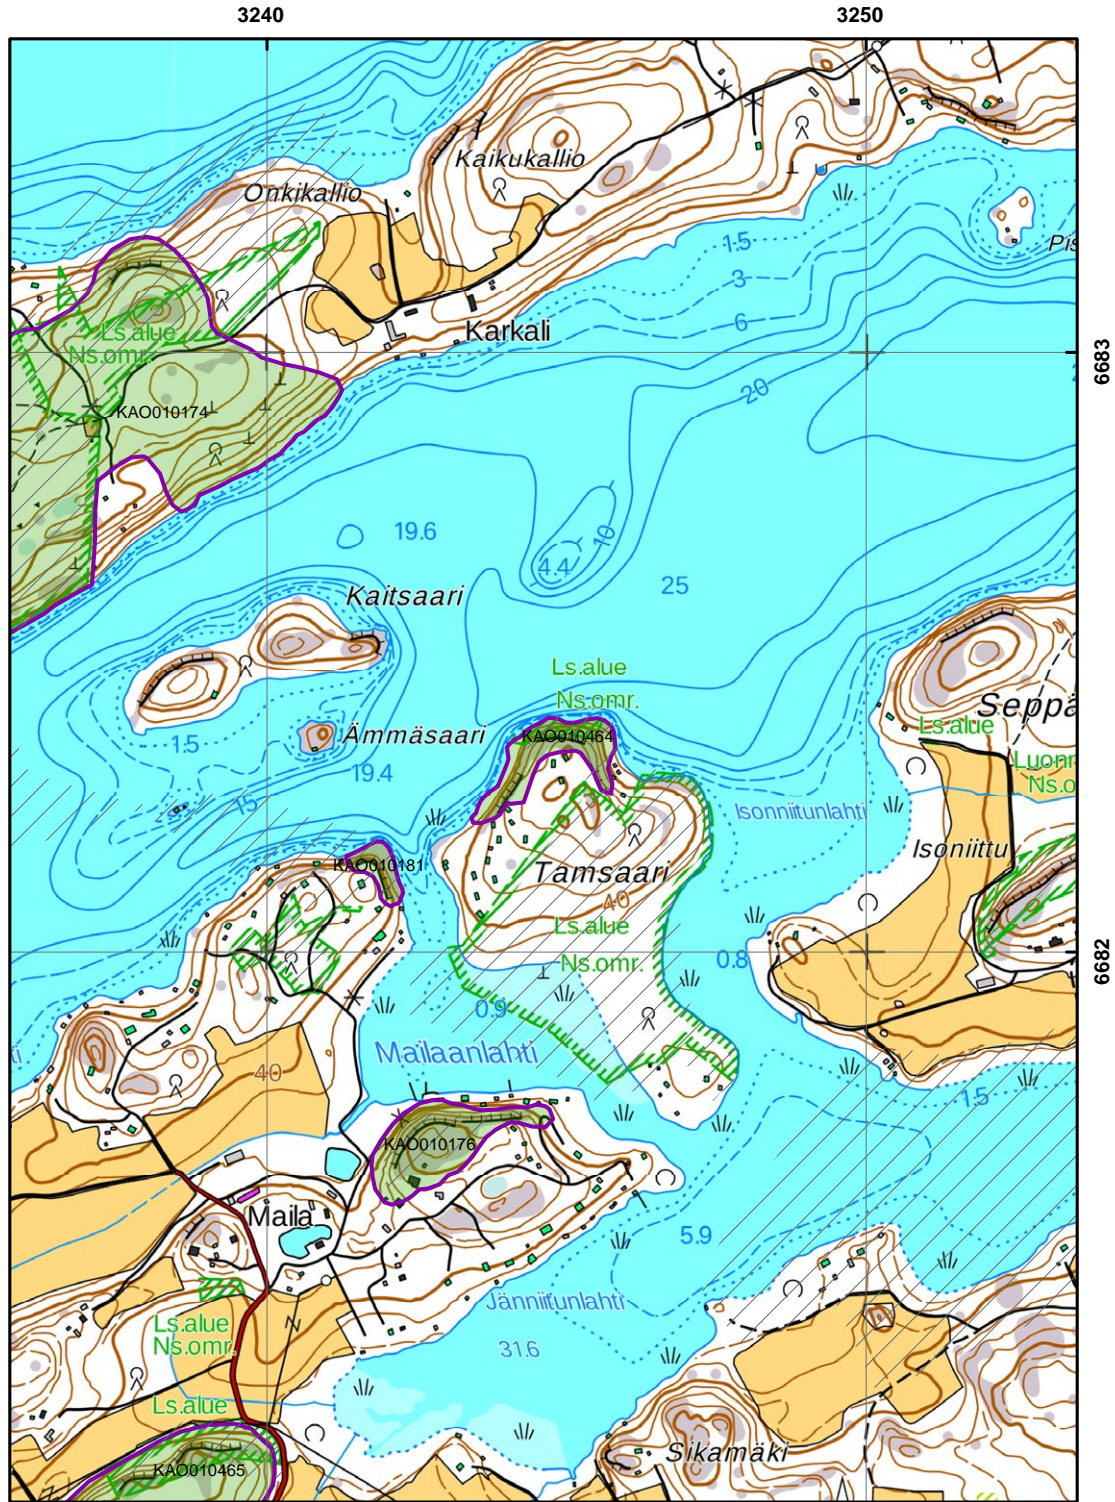 3240
3250
Kaikukallio
Onkikallio
1.5
Pis
3
6
Karkali
Ls.alue
Ns.omr.
6683
20
KAO010174
19.6
10
4.4
25
Kaitsaari
Ls.alue
Ns.omr.
Seppä
Ls.alue
KAO010464
Ämmäsaari
1.5
19.4
Luonn
Ns.o
15
Isonniitunlahti
Isoniittu
KAO010181
Tamsaari
40
Ls.alue
Ns.omr.
0.8
6682
0.9
ti
Mailaanlahti
40
1.5
KAO010176
Maila
5.9
Jänniitunlahti
Ls.alue
Ns.omr.
31.6
Ls.alue
Sikamäki
KAO010465